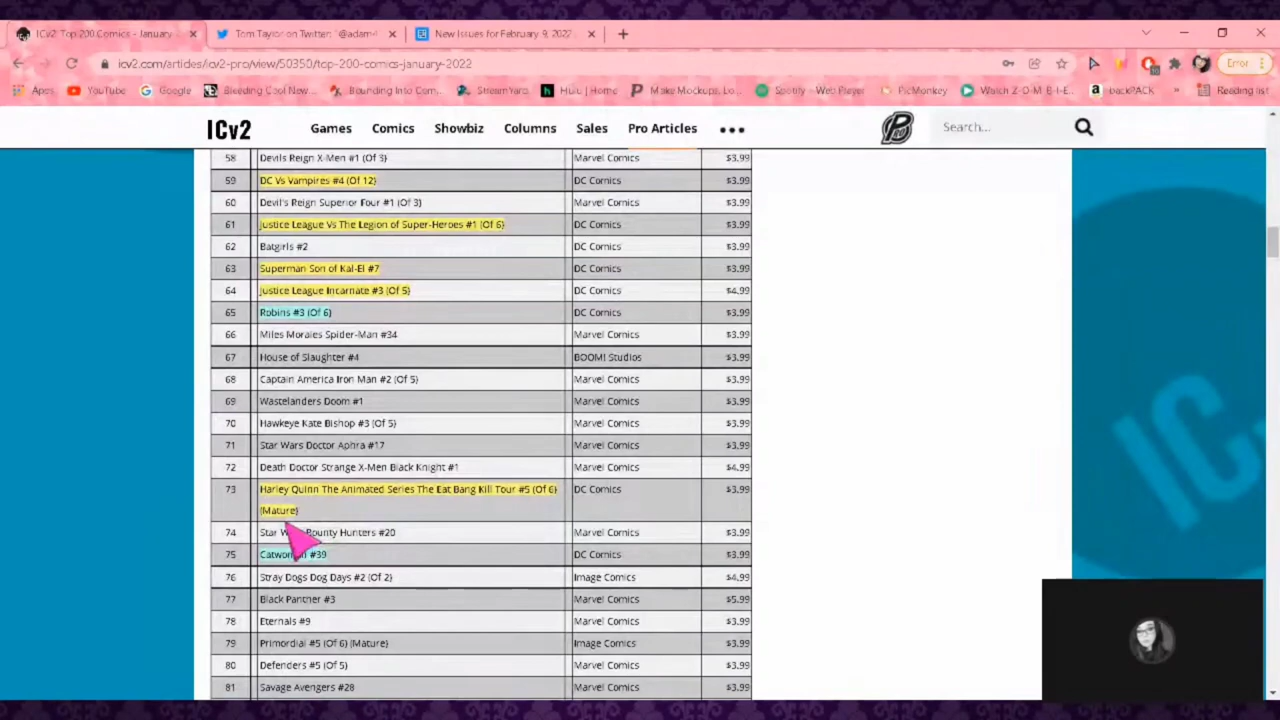 ICv2: Top 200 Comics - January
Tom Taylor on Twitter: "@adam4
New Issues for February 9, 2022
icv2.com/articles/icv2-pro/view/50350/top-200-comics-january-2022
Error
Apps YouTube Google Bleeding Cool New... Bounding Into Com... StreamYard Hulu | Home Make Mockups, Lo... Spotify - Web Player PicMonkey Watch Z-O-M-B-I-E... backPACK » Reading list
ICv2 Games Comics Showbiz Columns Sales Pro Articles PRO Search...
58 Devils Reign X-Men #1 (Of 3) Marvel Comics $3.99
59 DC Vs Vampires #4 (Of 12) DC Comics $3.99
60 Devil's Reign Superior Four #1 (Of 3) Marvel Comics $3.99
61 Justice League Vs The Legion of Super-Heroes #1 (Of 6) DC Comics $3.99
62 Batgirls #2 DC Comics $3.99
63 Superman Son of Kal-El #7 DC Comics $3.99
64 Justice League Incarnate #3 (Of 5) DC Comics $4.99
65 Robins #3 (Of 6) DC Comics $3.99
66 Miles Morales Spider-Man #34 Marvel Comics $3.99
67 House of Slaughter #4 BOOM! Studios $3.99
68 Captain America Iron Man #2 (Of 5) Marvel Comics $3.99
69 Wastelanders Doom #1 Marvel Comics $3.99
70 Hawkeye Kate Bishop #3 (Of 5) Marvel Comics $3.99
71 Star Wars Doctor Aphra #17 Marvel Comics $3.99
72 Death Doctor Strange X-Men Black Knight #1 Marvel Comics $4.99
73 Harley Quinn The Animated Series The Eat Bang Kill Tour #5 (Of 6) DC Comics $3.99
(Mature)
74 Star Bounty Hunters #20 Marvel Comics $3.99
75 #39 DC Comics $3.99
76 Stray Dogs Dog Days #2 (Of 2) Image Comics $4.99
77 Black Panther #3 Marvel Comics $5.99
78 Eternals #9 Marvel Comics $3.99
79 Primordial #5 (Of 6) (Mature) Image Comics $3.99
80 Defenders #5 (Of 5) Marvel Comics $3.99
81 Savage Avengers #28 Marvel Comics $3.99
ICv